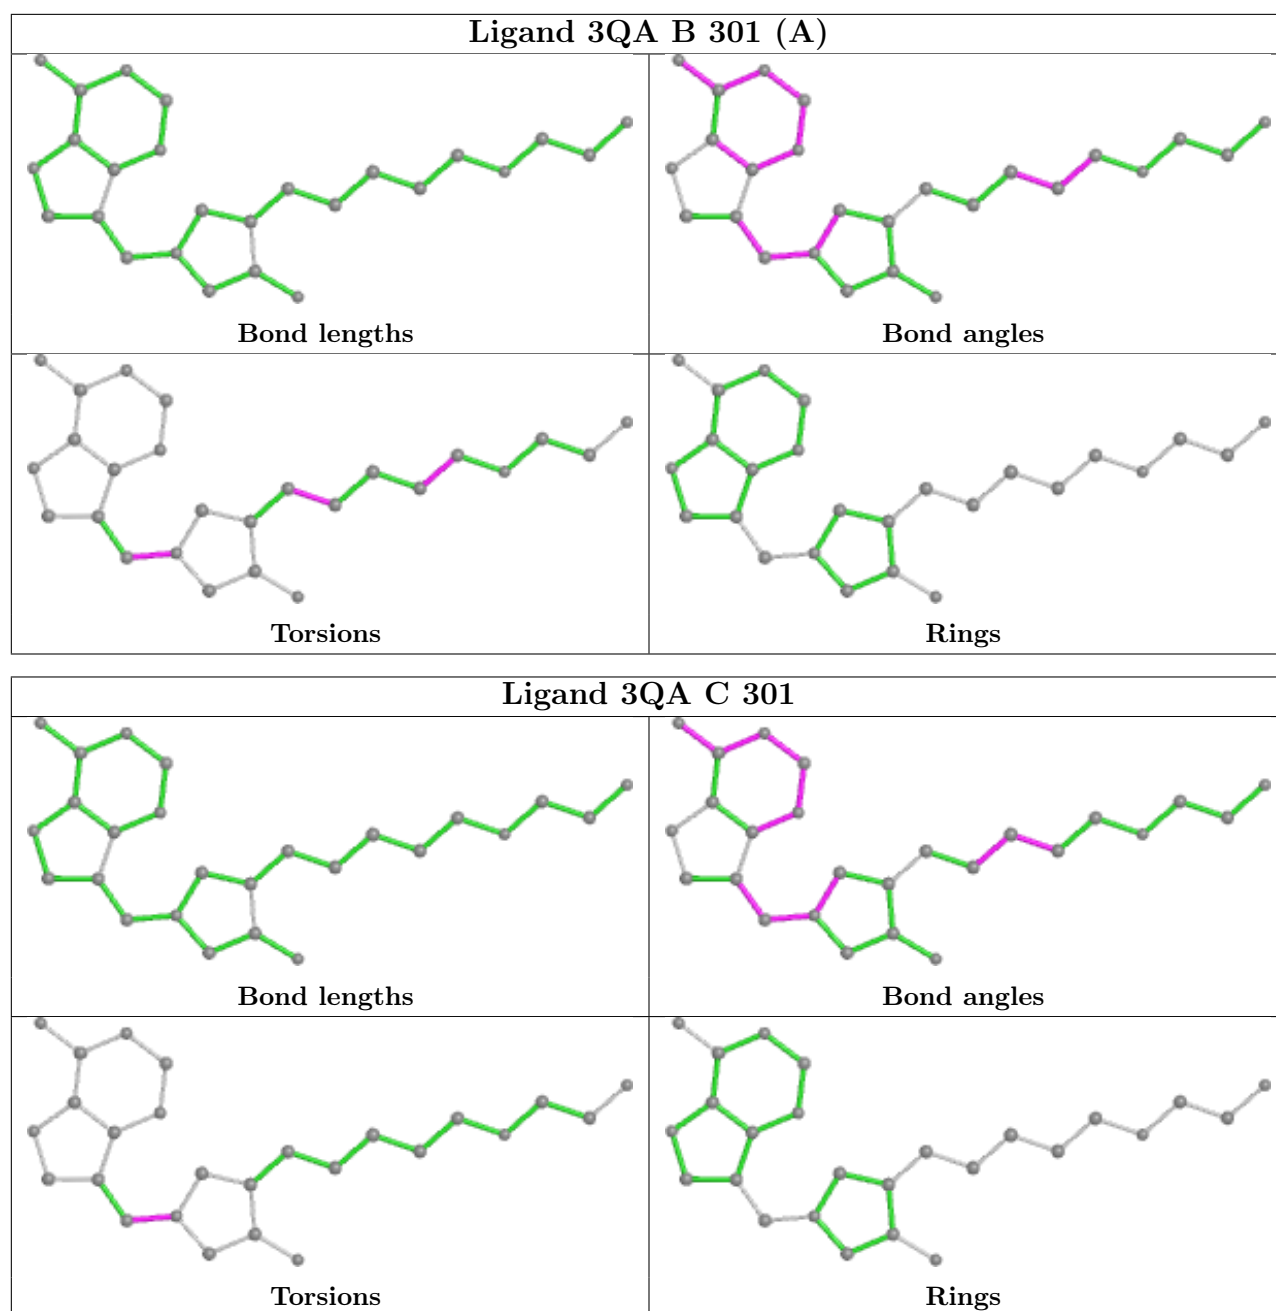 Ligand 3QA B 301 (A)
Bond lengths
Bond angles
Torsions
Rings
Ligand 3QA C 301
Bond lengths
Bond angles
Torsions
Rings